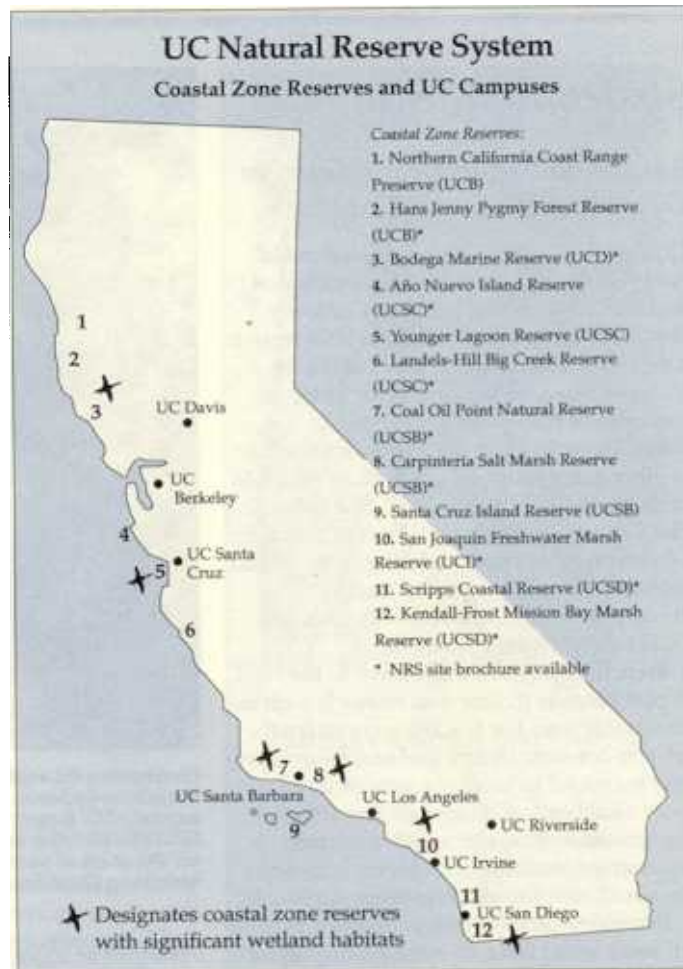 UC Natural Reserve System
Coastal Zone Reserves and UC Campuses
Coastal Zone Reserves:
1. Northern California Coast Range
Preserve (UCB)
2. Hans Jenny Pygmy Forest Reserve
(UCB)*
3. Bodega Marine Reserve (UCD)*
4. Año Nuevo Island Reserve
(UCSC)*
5. Younger Lagoon Reserve (UCSC)
6. Landels-Hill Big Creek Reserve
(UCSC)*
7. Coal Oil Point Natural Reserve
(UCSB)*
8. Carpinteria Salt Marsh Reserve
(UCSB)*
9. Santa Cruz Island Reserve (UCSB)
10. San Joaquin Freshwater Marsh
Reserve (UCI)*
11. Scripps Coastal Reserve (UCSD)*
12. Kendall-Frost Mission Bay Marsh
Reserve (UCSD)*
* NRS site brochure available
1
2
3
UC Davis
UC
Berkeley
4
UC Santa
Cruz
5
6
7
8
UC Santa Barbara
9
UC Los Angeles
UC Riverside
10
UC Irvine
11
UC San Diego
12
Designates coastal zone reserves
with significant wetland habitats